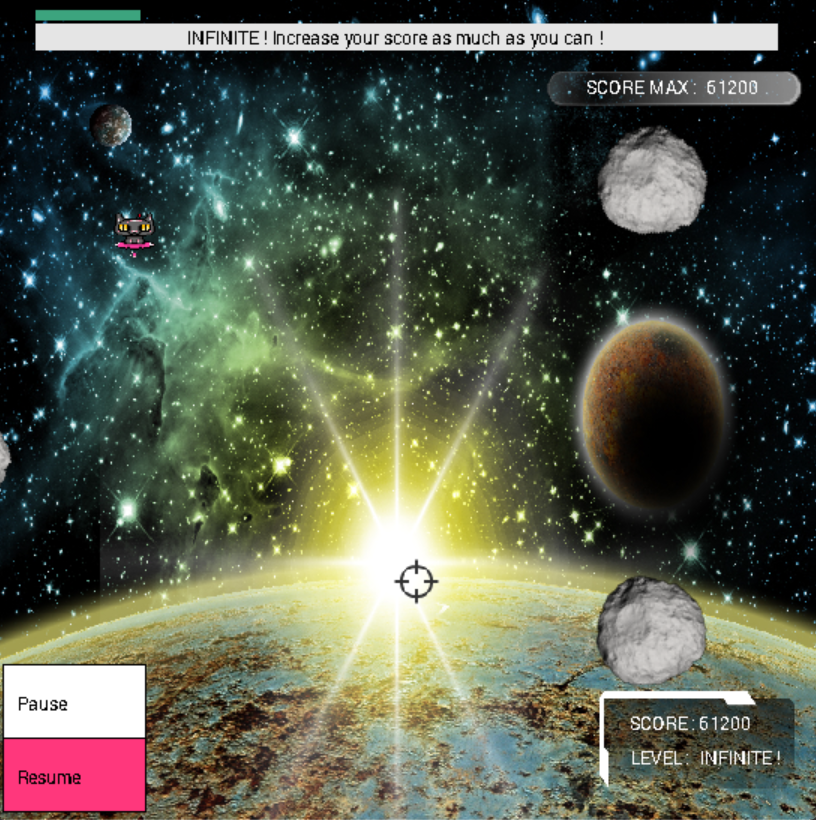 INFINITE ! Increase your score as much as you can !
SCORE MAX : 61200
Pause
Resume
SCORE : 61200
LEVEL : INFINITE !